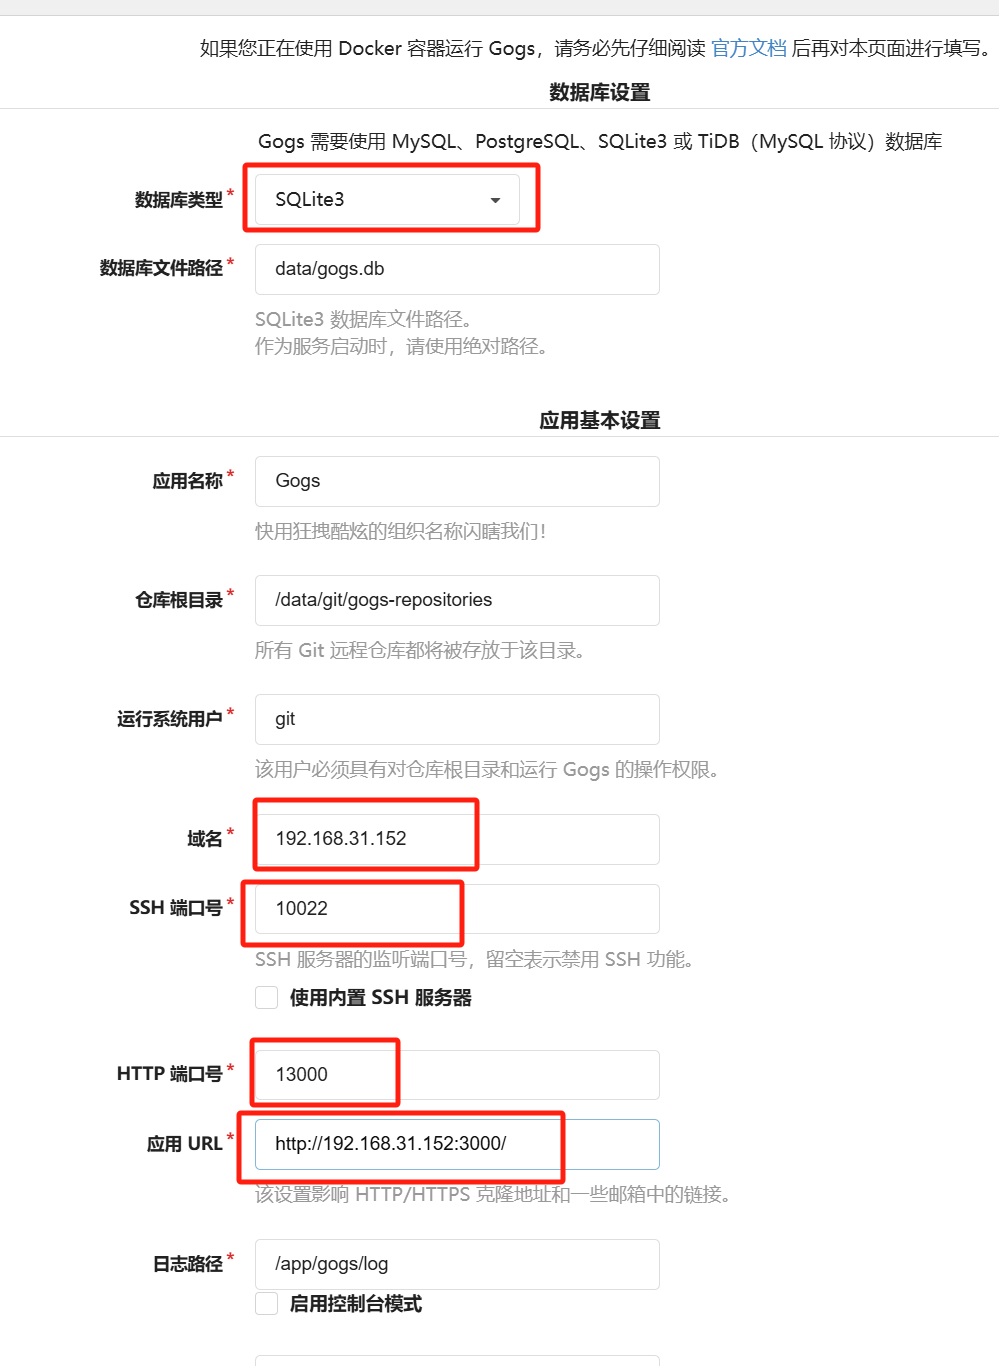 如果您正在使用 Docker 容器运行 Gogs，请务必先仔细阅读 官方文档 后再对本页面进行填写。
数据库设置
Gogs 需要使用 MySQL、PostgreSQL、SQLite3 或 TiDB（MySQL 协议）数据库
数据库类型* SQLite3
数据库文件路径* data/gogs.db
SQLite3 数据库文件路径。
作为服务启动时，请使用绝对路径。
应用基本设置
应用名称* Gogs
快用狂拽酷炫的组织名称闪瞎我们！
仓库根目录* /data/git/gogs-repositories
所有 Git 远程仓库都将被存放于该目录。
运行系统用户* git
该用户必须具有对仓库根目录和运行 Gogs 的操作权限。
域名* 192.168.31.152
SSH 端口号* 10022
SSH 服务器的监听端口号，留空表示禁用 SSH 功能。
使用内置 SSH 服务器
HTTP 端口号* 13000
应用 URL* http://192.168.31.152:3000/
该设置影响 HTTP/HTTPS 克隆地址和一些邮箱中的链接。
日志路径* /app/gogs/log
启用控制台模式